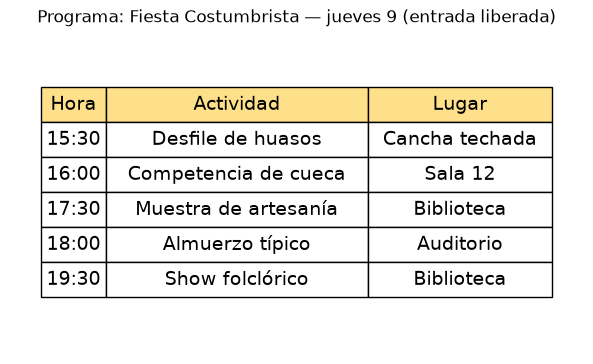 Programa: Fiesta Costumbrista — jueves 9 (entrada liberada)
Hora Actividad Lugar
15:30 Desfile de huasos Cancha techada
16:00 Competencia de cueca Sala 12
17:30 Muestra de artesanía Biblioteca
18:00 Almuerzo típico Auditorio
19:30 Show folclórico Biblioteca